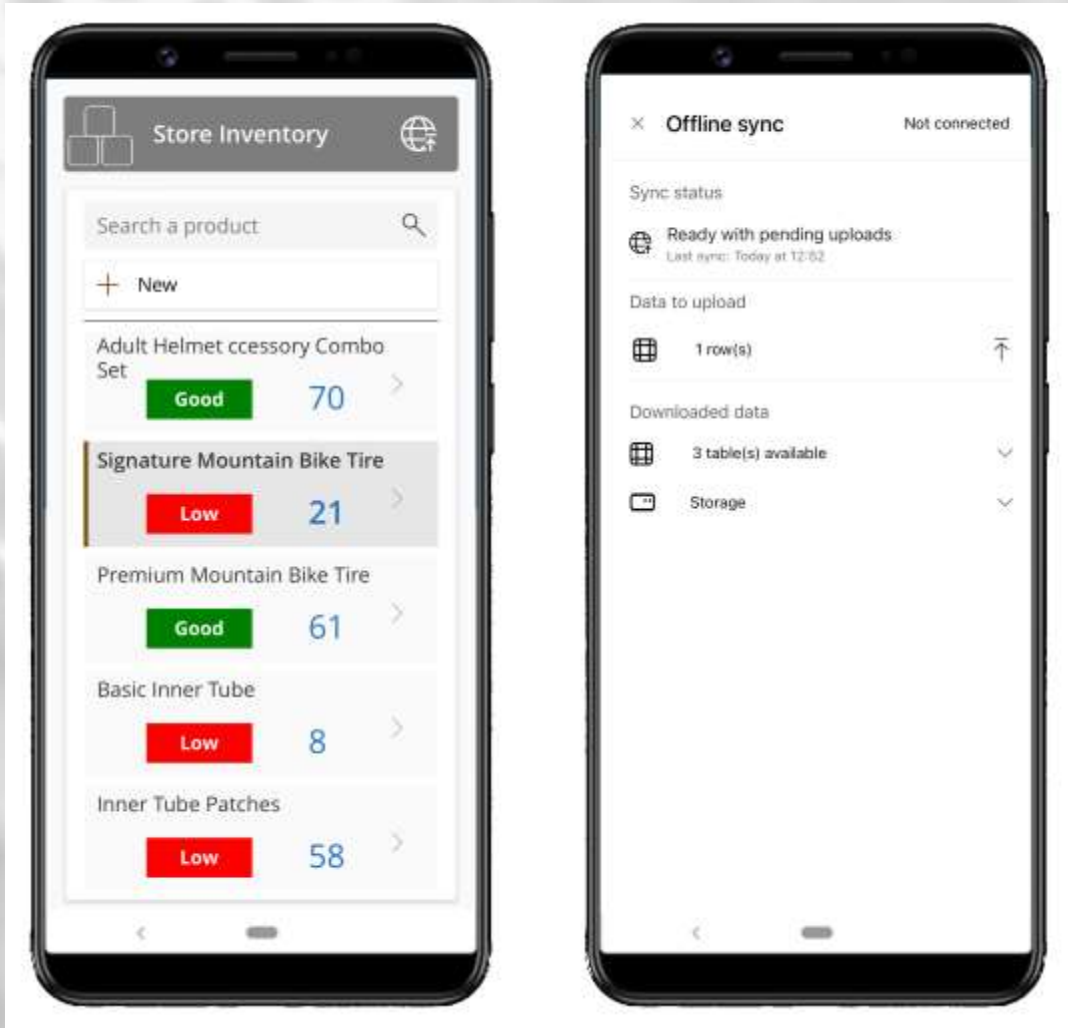 Store Inventory
Search a product
New
Adult Helmet ccessory Combo
Set
Good
70
Signature Mountain Bike Tire
Low
21
Premium Mountain Bike Tire
Good
61
Basic Inner Tube
Low
8
Inner Tube Patches
Low
58
Offline sync
Not connected
Sync status
Ready with pending uploads
Last sync: Today at 12:52
Data to upload
1 row(s)
Downloaded data
3 table(s) available
Storage